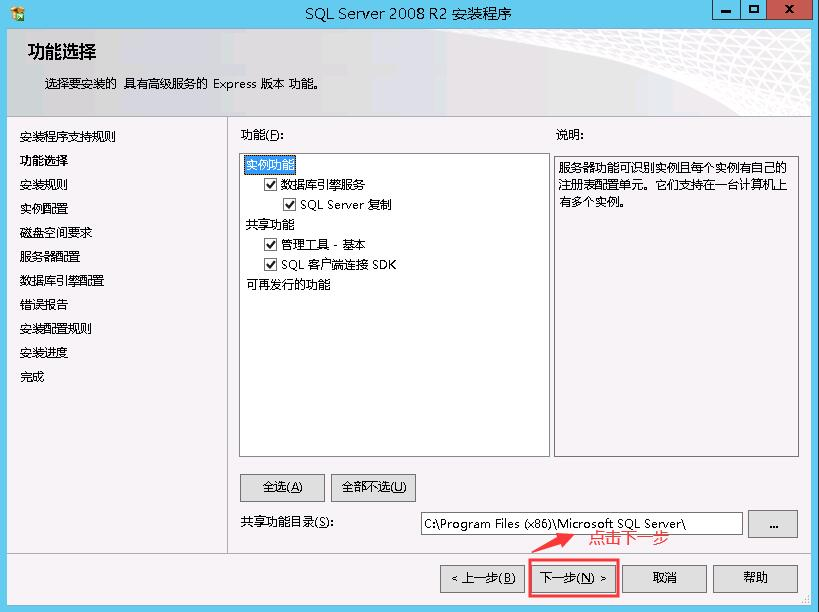 SQL Server 2008 R2 安装程序
功能选择
选择要安装的 具有高级服务的 Express 版本 功能。
安装程序支持规则
功能选择
安装规则
实例配置
磁盘空间要求
服务器配置
数据库引擎配置
错误报告
安装配置规则
安装进度
完成
功能(F):
实例功能
数据库引擎服务
SQL Server 复制
共享功能
管理工具 - 基本
SQL 客户端连接 SDK
可再发行的功能
说明:
服务器功能可识别实例且每个实例有自己的
注册表配置单元。它们支持在一台计算机上
有多个实例。
全选(A)
全部不选(U)
共享功能目录(S):
C:\Program Files (x86)\Microsoft SQL Server\
...
点击下一步
< 上一步(B)
下一步(N) >
取消
帮助